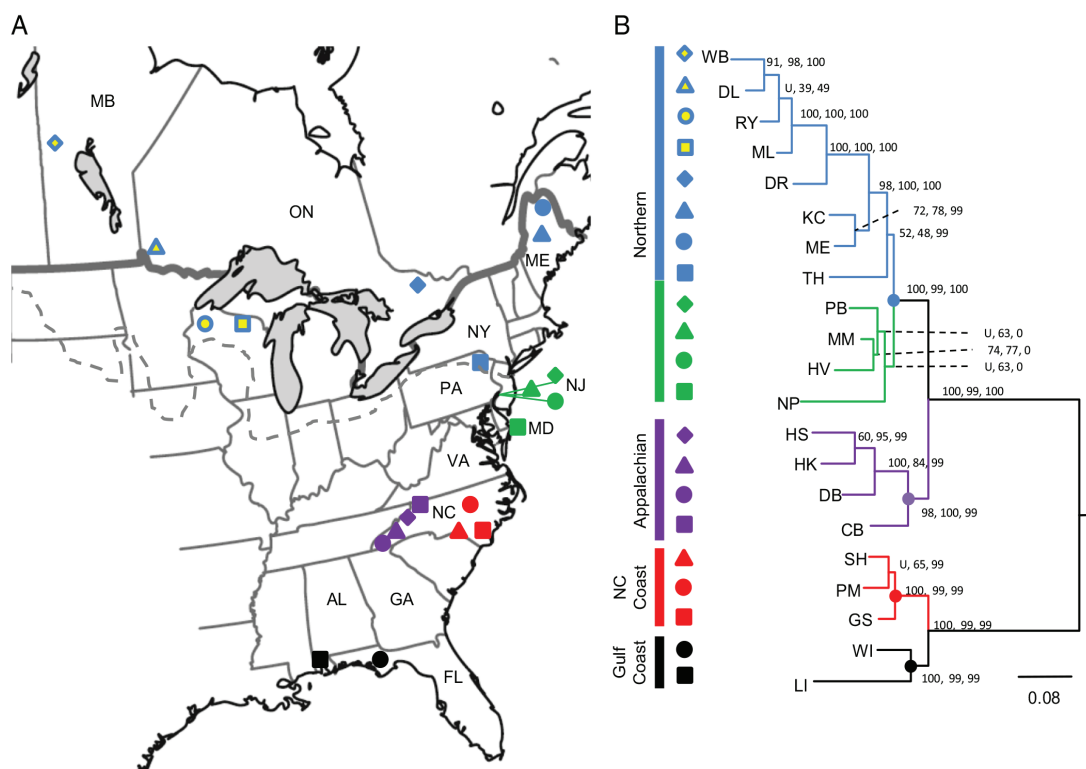 A
MB
ON
ME
NY
PA
NJ
MD
VA
NC
AL
GA
FL
B
Northern
Appalachian
NC
Coast
Gulf
Coast
WB
91, 98, 100
DL
U, 39, 49
RY
100, 100, 100
ML
100, 100, 100
DR
98, 100, 100
KC
72, 78, 99
ME
52, 48, 99
TH
100, 99, 100
PB
U, 63, 0
MM
74, 77, 0
HV
U, 63, 0
NP
100, 99, 100
HS
60, 95, 99
HK
100, 84, 99
DB
98, 100, 99
CB
SH
U, 65, 99
PM
100, 99, 99
GS
100, 99, 99
WI
LI
100, 99, 99
0.08